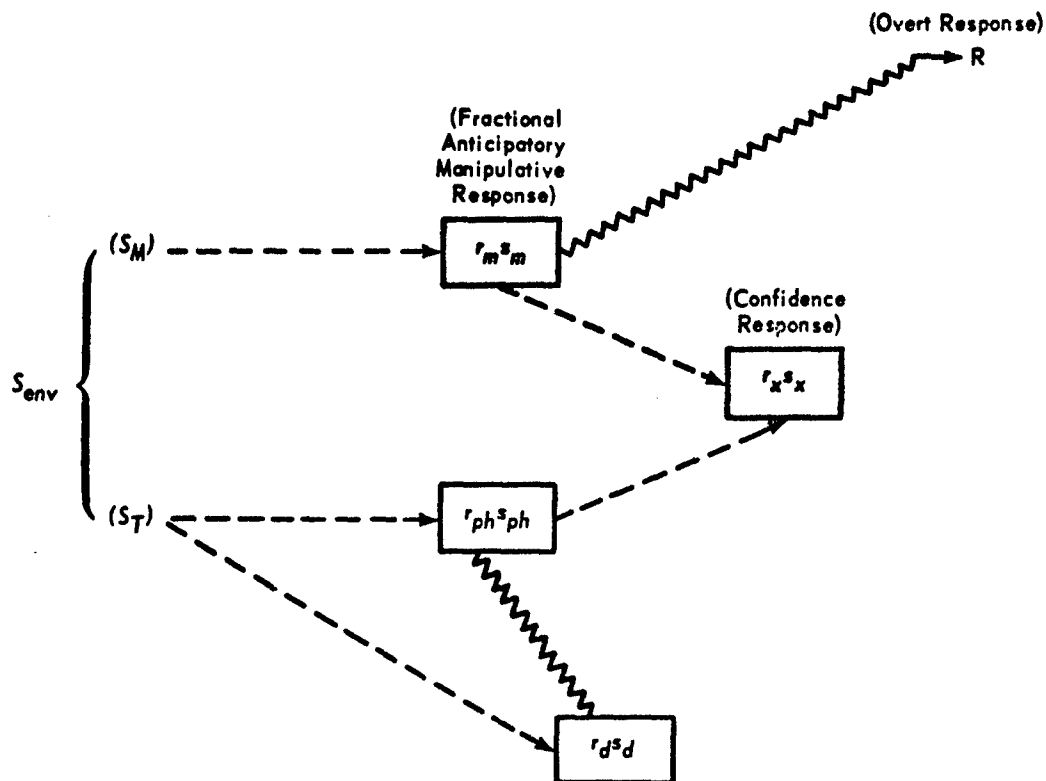 (Overt Response)
R
(Fractional
Anticipatory
Manipulative
Response)
(S_M)
r_m s_m
(Confidence
Response)
r_x s_x
S_env
(S_T)
r_ph s_ph
r_d s_d